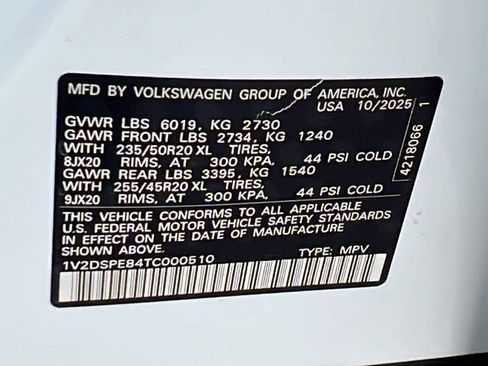 MFD BY VOLKSWAGEN GROUP OF AMERICA, INC.
USA 10/2025
GVWR LBS 6019, KG 2730
GAWR FRONT LBS 2734, KG 1240
WITH 235/50R20 XL TIRES,
8JX20 RIMS, AT 300 KPA, 44 PSI COLD
GAWR REAR LBS 3395, KG 1540
WITH 255/45R20 XL TIRES,
9JX20 RIMS, AT 300 KPA, 44 PSI COLD
THIS VEHICLE CONFORMS TO ALL APPLICABLE
U.S. FEDERAL MOTOR VEHICLE SAFETY STANDARDS
IN EFFECT ON THE DATE OF MANUFACTURE
SHOWN ABOVE.
1V2DSPE84TC000510 TYPE: MPV
4218066 1